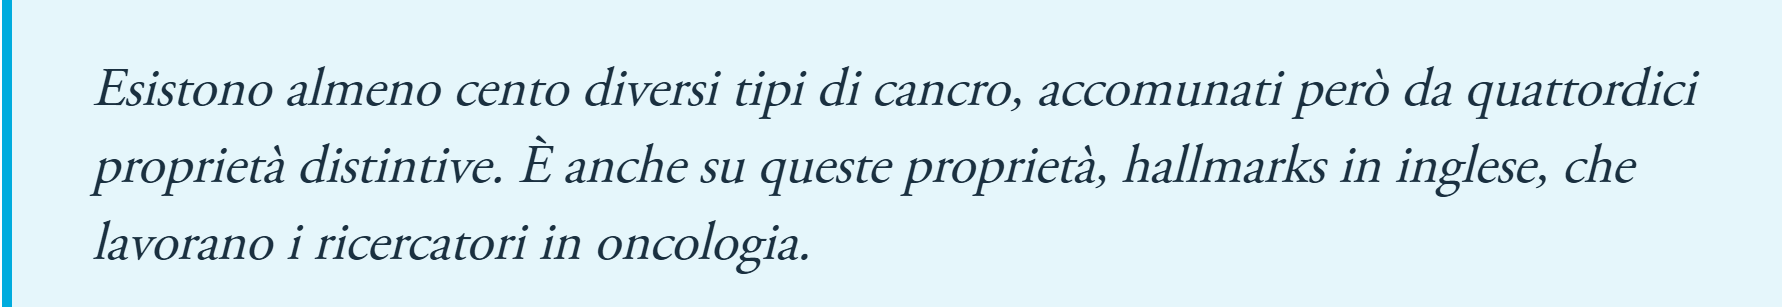 Esistono almeno cento diversi tipi di cancro, accomunati però da quattordici
proprietà distintive. È anche su queste proprietà, hallmarks in inglese, che
lavorano i ricercatori in oncologia.